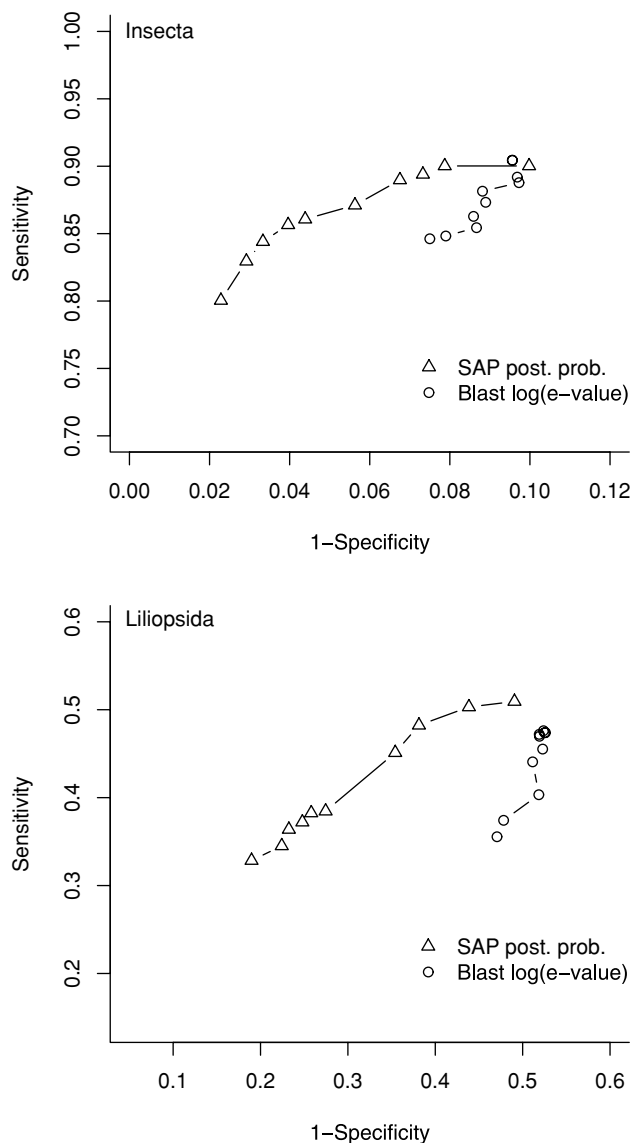 Insecta
1.00
0.95
0.90
0.85
0.80
0.75
0.70
Sensitivity
SAP post. prob.
Blast log(e−value)
0.00 0.02 0.04 0.06 0.08 0.10 0.12
1−Specificity
Liliopsida
0.6
0.5
0.4
0.3
0.2
Sensitivity
SAP post. prob.
Blast log(e−value)
0.1 0.2 0.3 0.4 0.5 0.6
1−Specificity